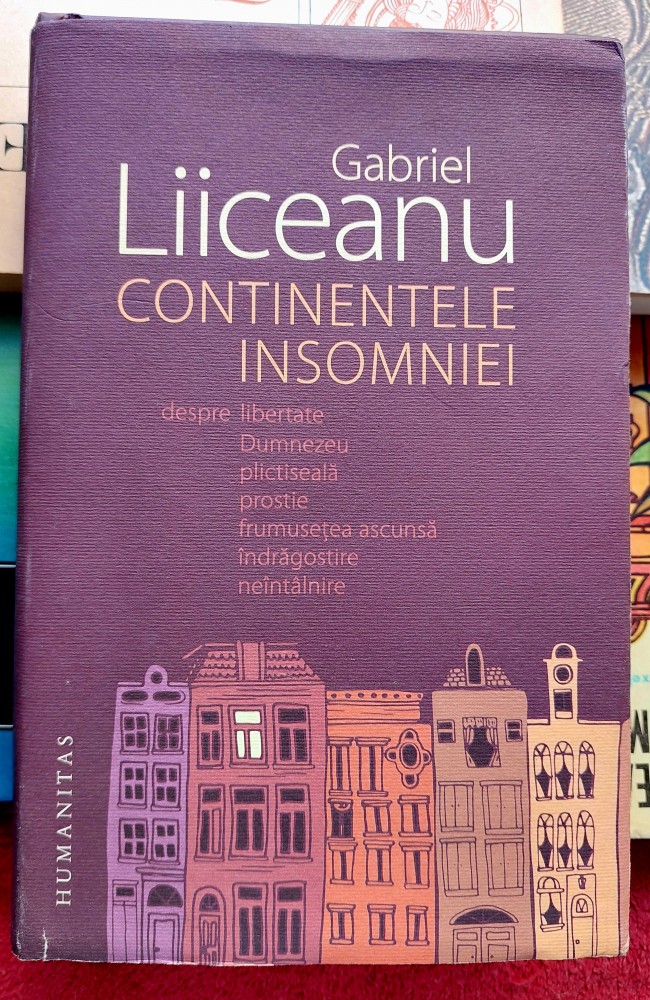 Gabriel
Liiceanu
CONTINENTELE
INSOMNIEI
despre libertate
Dumnezeu
plictiseală
prostie
frumusețea ascunsă
îndrăgostire
neîntâlnire
HUMANITAS